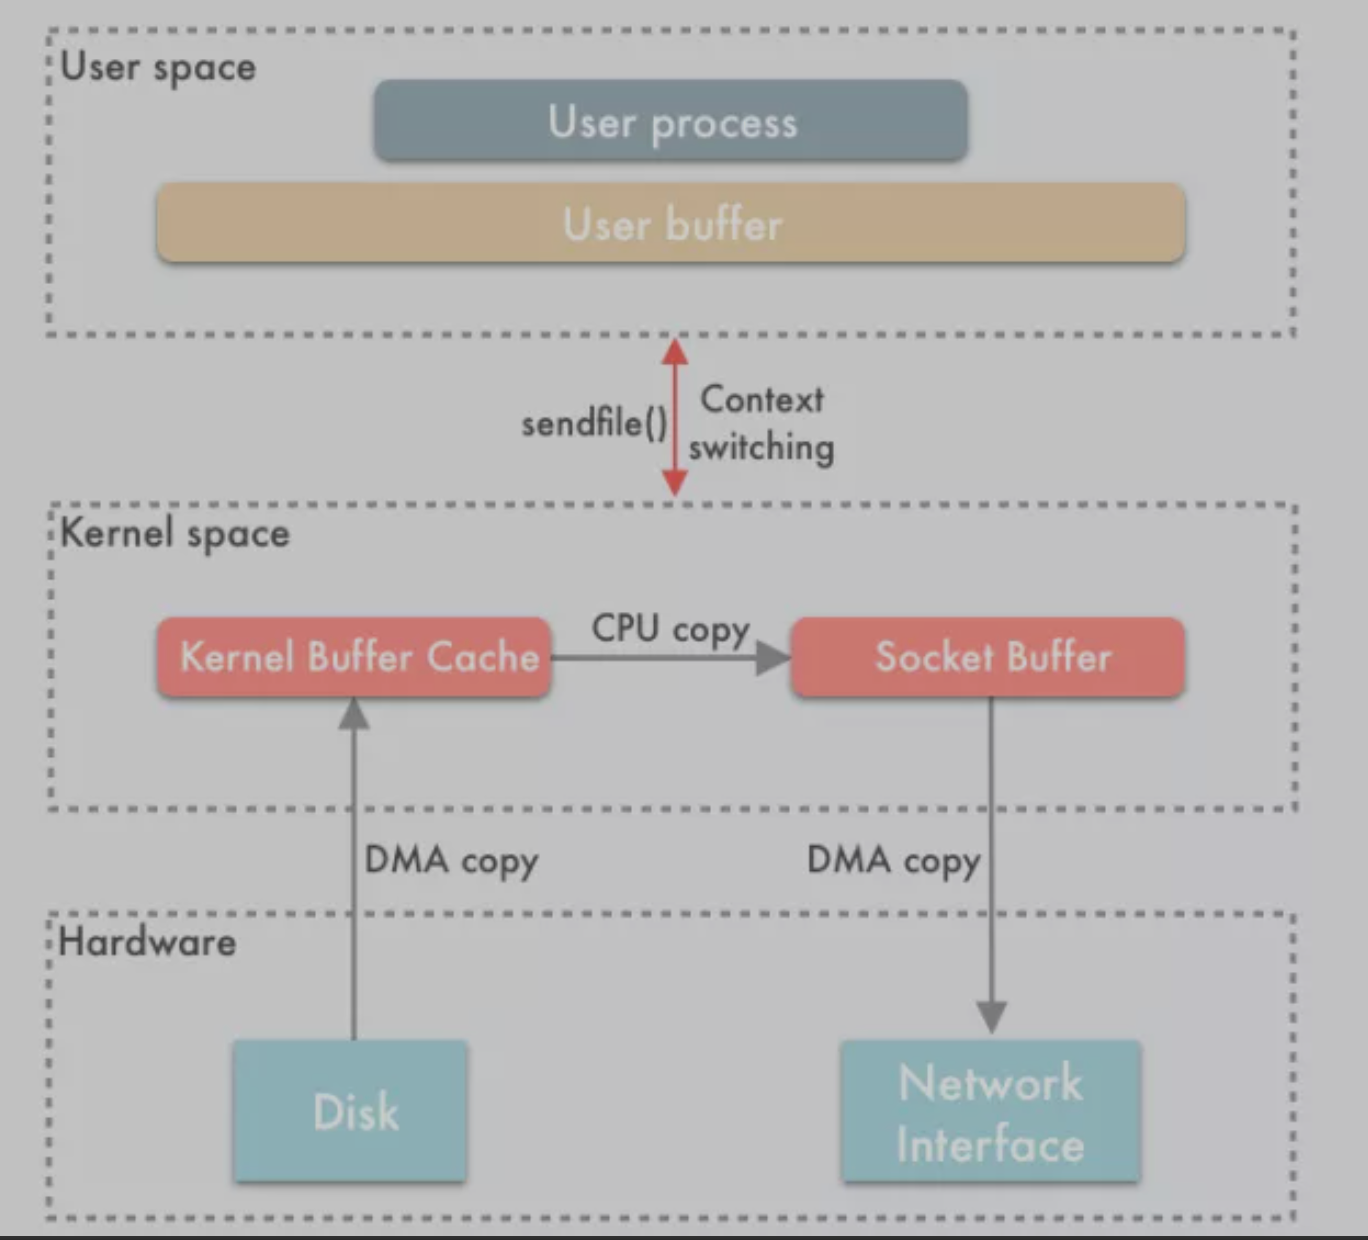 User space
User process
User buffer
sendfile()
Context
switching
Kernel space
Kernel Buffer Cache
CPU copy
Socket Buffer
DMA copy
DMA copy
Hardware
Disk
Network
Interface